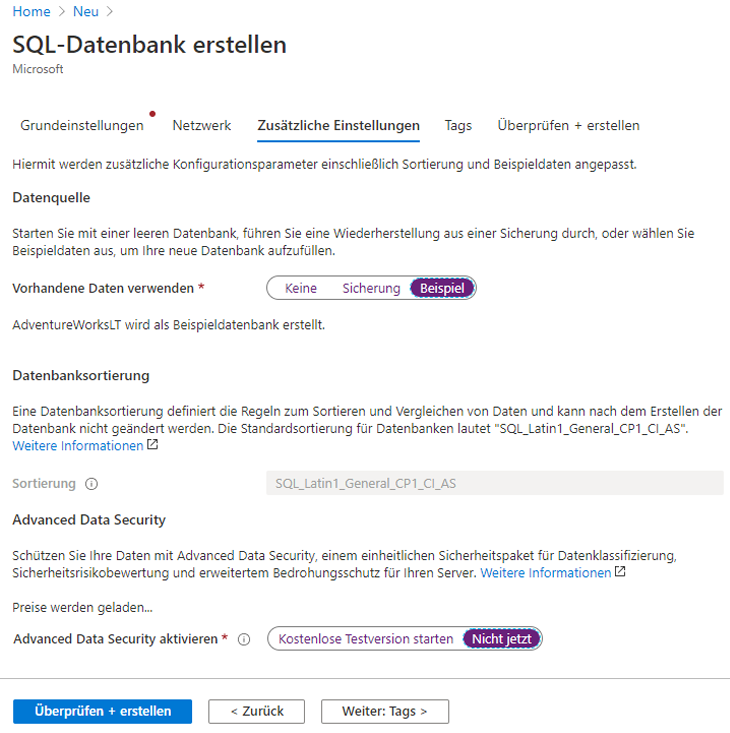 Home > Neu >
SQL-Datenbank erstellen
Microsoft
Grundeinstellungen Netzwerk Zusätzliche Einstellungen Tags Überprüfen + erstellen
Hiermit werden zusätzliche Konfigurationsparameter einschließlich Sortierung und Beispieldaten angepasst.
Datenquelle
Starten Sie mit einer leeren Datenbank, führen Sie eine Wiederherstellung aus einer Sicherung durch, oder wählen Sie
Beispieldaten aus, um Ihre neue Datenbank aufzufüllen.
Vorhandene Daten verwenden * Keine Sicherung Beispiel
AdventureWorksLT wird als Beispieldatenbank erstellt.
Datenbanksortierung
Eine Datenbanksortierung definiert die Regeln zum Sortieren und Vergleichen von Daten und kann nach dem Erstellen der
Datenbank nicht geändert werden. Die Standardsortierung für Datenbanken lautet "SQL_Latin1_General_CP1_CI_AS".
Weitere Informationen
Sortierung SQL_Latin1_General_CP1_CI_AS
Advanced Data Security
Schützen Sie Ihre Daten mit Advanced Data Security, einem einheitlichen Sicherheitspaket für Datenklassifizierung,
Sicherheitsrisikobewertung und erweitertem Bedrohungsschutz für Ihren Server. Weitere Informationen
Preise werden geladen...
Advanced Data Security aktivieren * Kostenlose Testversion starten Nicht jetzt
Überprüfen + erstellen < Zurück Weiter: Tags >